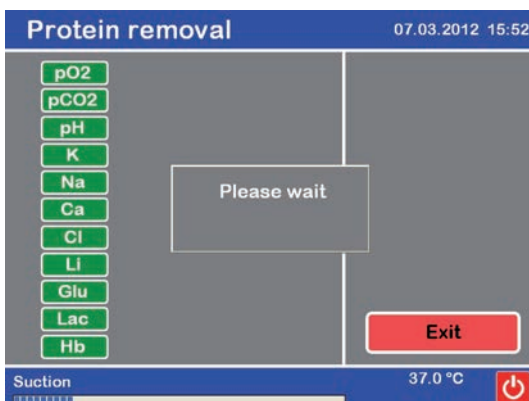 Protein removal 07.03.2012 15:52
pO2
pCO2
pH
K
Na
Please wait
Ca
Cl
Li
Glu
Lac
Exit
Hb
Suction 37.0 °C